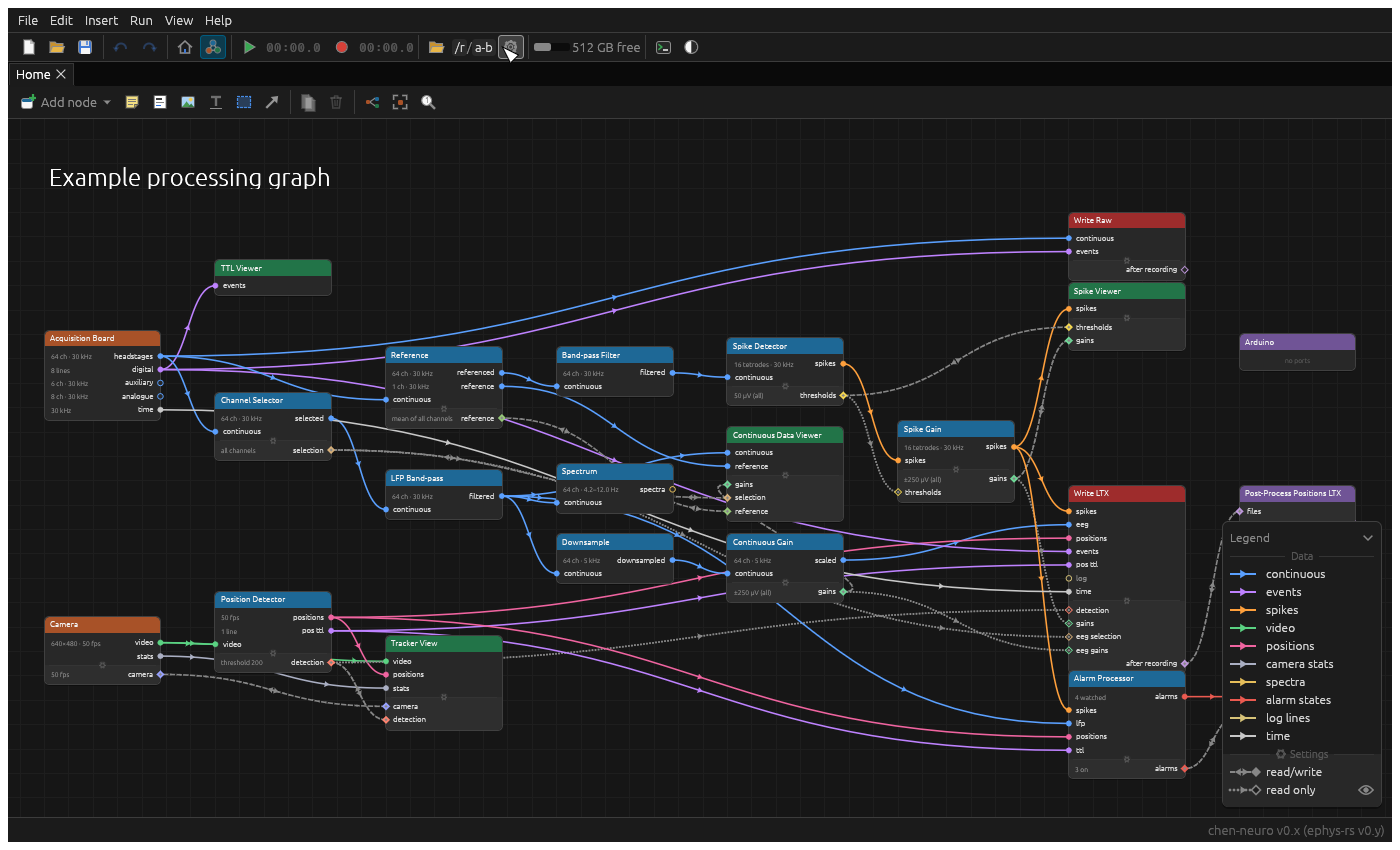 File Edit Insert Run View Help
00:00.0 00:00.0 /r / a-b 512 GB free
Home
Add node
Example processing graph
Write Raw
continuous
events
after recording
TTL Viewer
events
Spike Viewer
spikes
thresholds
gains
Acquisition Board
64 ch · 30 kHz headstages
8 lines digital
6 ch · 30 kHz auxiliary
8 ch · 30 kHz analogue
30 kHz time
Reference
64 ch · 30 kHz referenced
1 ch · 30 kHz reference
continuous
mean of all channels reference
Band-pass Filter
64 ch · 30 kHz filtered
continuous
Spike Detector
16 tetrodes · 30 kHz spikes
continuous
50 µV (all) thresholds
Arduino
no ports
Channel Selector
64 ch · 30 kHz selected
continuous
all channels selection
Continuous Data Viewer
continuous
reference
gains
selection
reference
Spike Gain
16 tetrodes · 30 kHz spikes
spikes
±250 µV (all) gains
thresholds
LFP Band-pass
64 ch · 30 kHz filtered
continuous
Spectrum
64 ch · 4.2–12.0 Hz spectra
continuous
Downsample
64 ch · 5 kHz downsampled
continuous
Continuous Gain
64 ch · 5 kHz scaled
continuous
±250 µV (all) gains
Write LTX
spikes
eeg
positions
events
pos ttl
log
time
detection
gains
eeg selection
eeg gains
after recording
Post-Process Positions LTX
files
Camera
640×480 · 50 fps video
stats
50 fps camera
Position Detector
50 fps positions
1 line pos ttl
video
threshold 200 detection
Tracker View
video
positions
stats
camera
detection
Alarm Processor
4 watched alarms
spikes
lfp
positions
ttl
3 on alarms
Legend
Data
continuous
events
spikes
video
positions
camera stats
spectra
alarm states
log lines
time
Settings
read/write
read only
chen-neuro v0.x (ephys-rs v0.y)